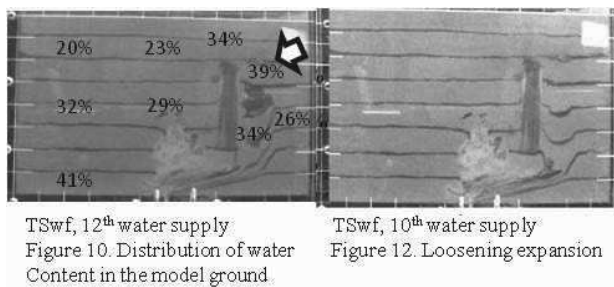 34%
20% 23%
39%
32% 29% 26%
34%
41%
TSwf, 12th water supply
Figure 10. Distribution of water
Content in the model ground
TSwf, 10th water supply
Figure 12. Loosening expansion